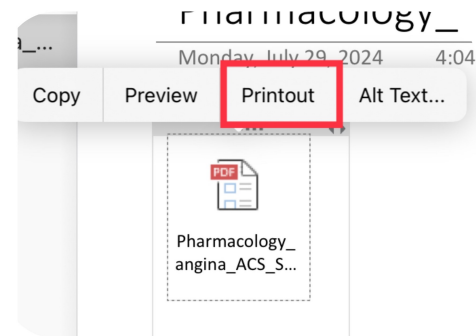 Pharmacology_
a_...
Monday, July 29, 2024 4:04
Copy Preview Printout Alt Text...
PDF
Pharmacology_
angina_ACS_S...